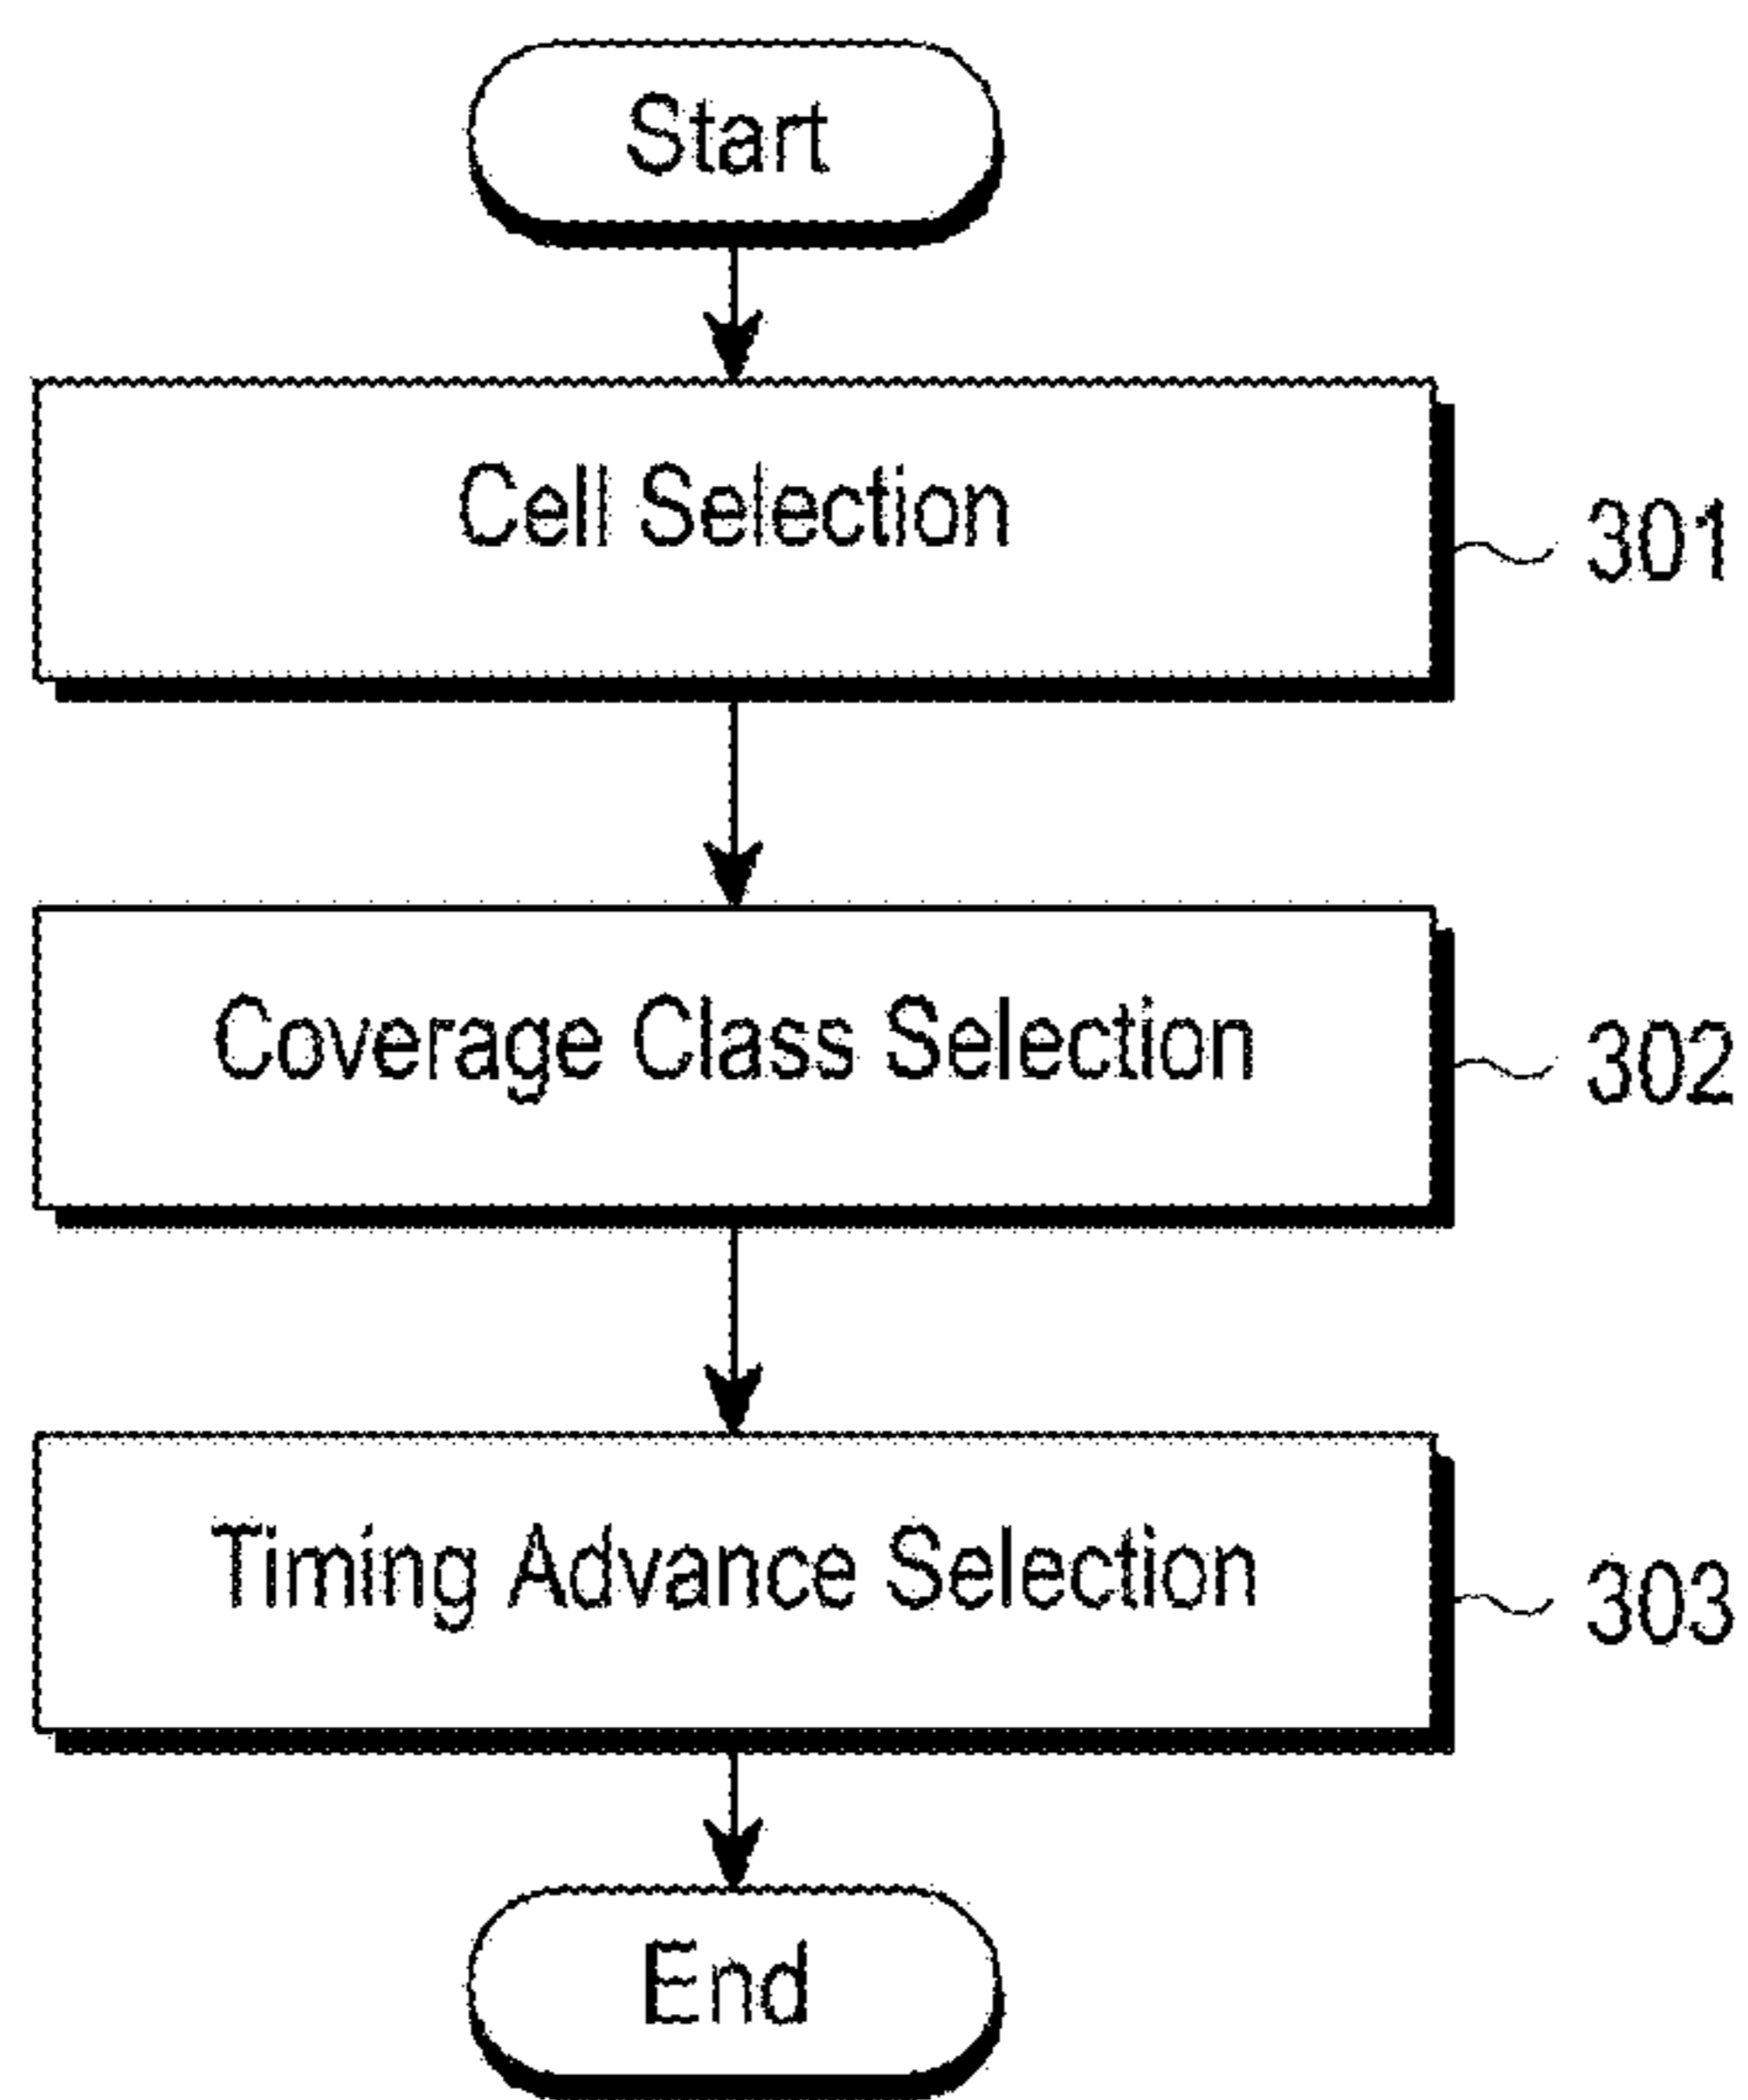 Start
Cell Selection
301
Coverage Class Selection
302
Timing Advance Selection
303
End